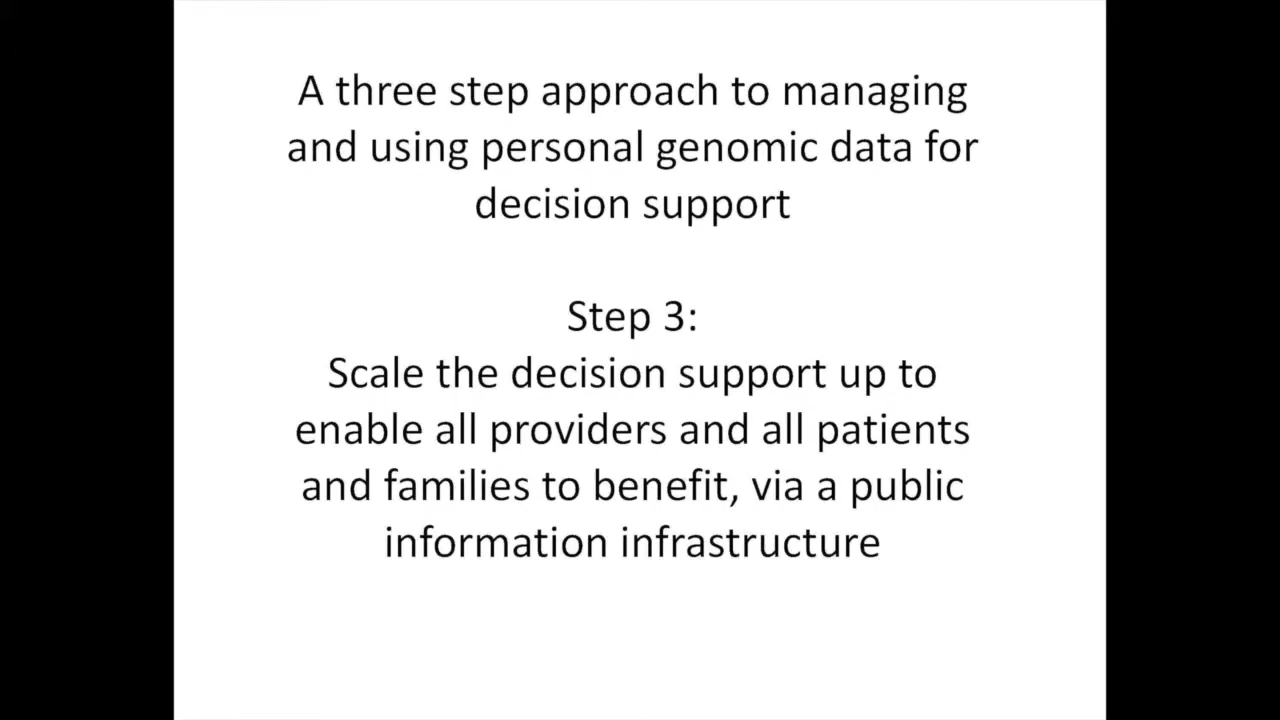 A three step approach to managing
and using personal genomic data for
decision support
Step 3:
Scale the decision support up to
enable all providers and all patients
and families to benefit, via a public
information infrastructure